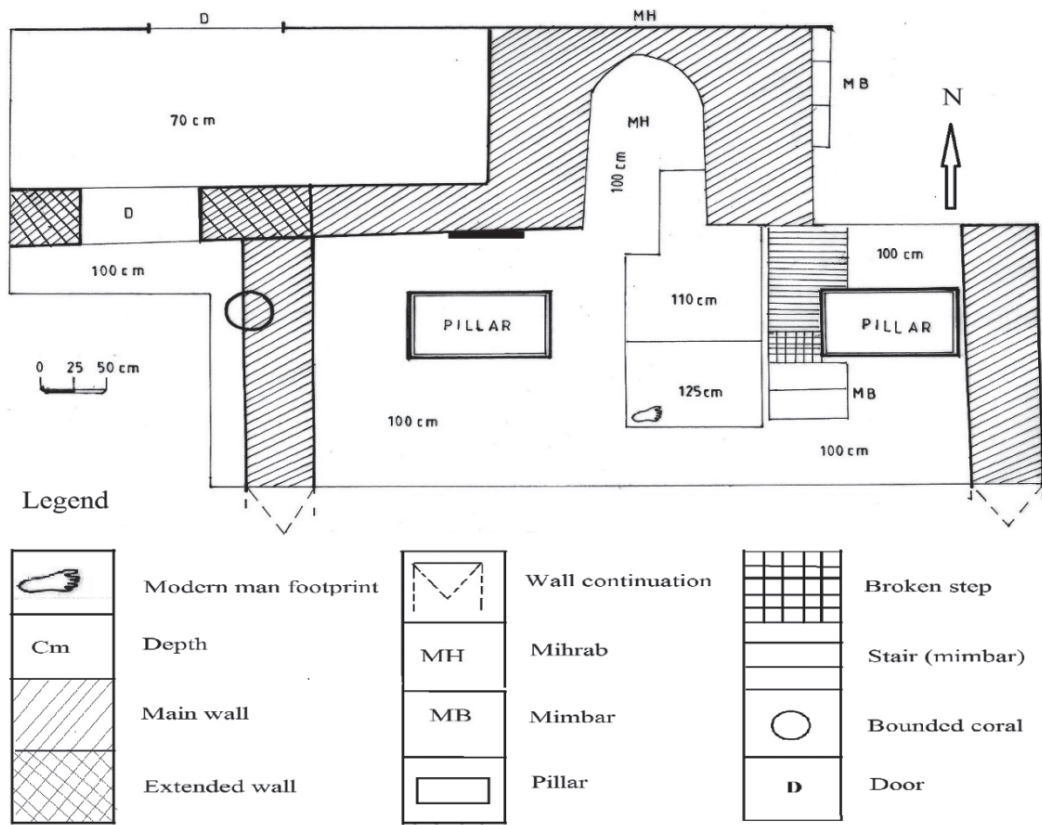 D
MH
MB
N
70 cm
MH
100 cm
D
100 cm
100 cm
110 cm
PILLAR
PILLAR
0 25 50 cm
125cm
MB
100 cm
100 cm
Legend
Modern man footprint
Wall continuation
Broken step
Cm
Depth
MH
Mihrab
Stair (mimbar)
Main wall
MB
Mimbar
Bounded coral
Extended wall
Pillar
D
Door